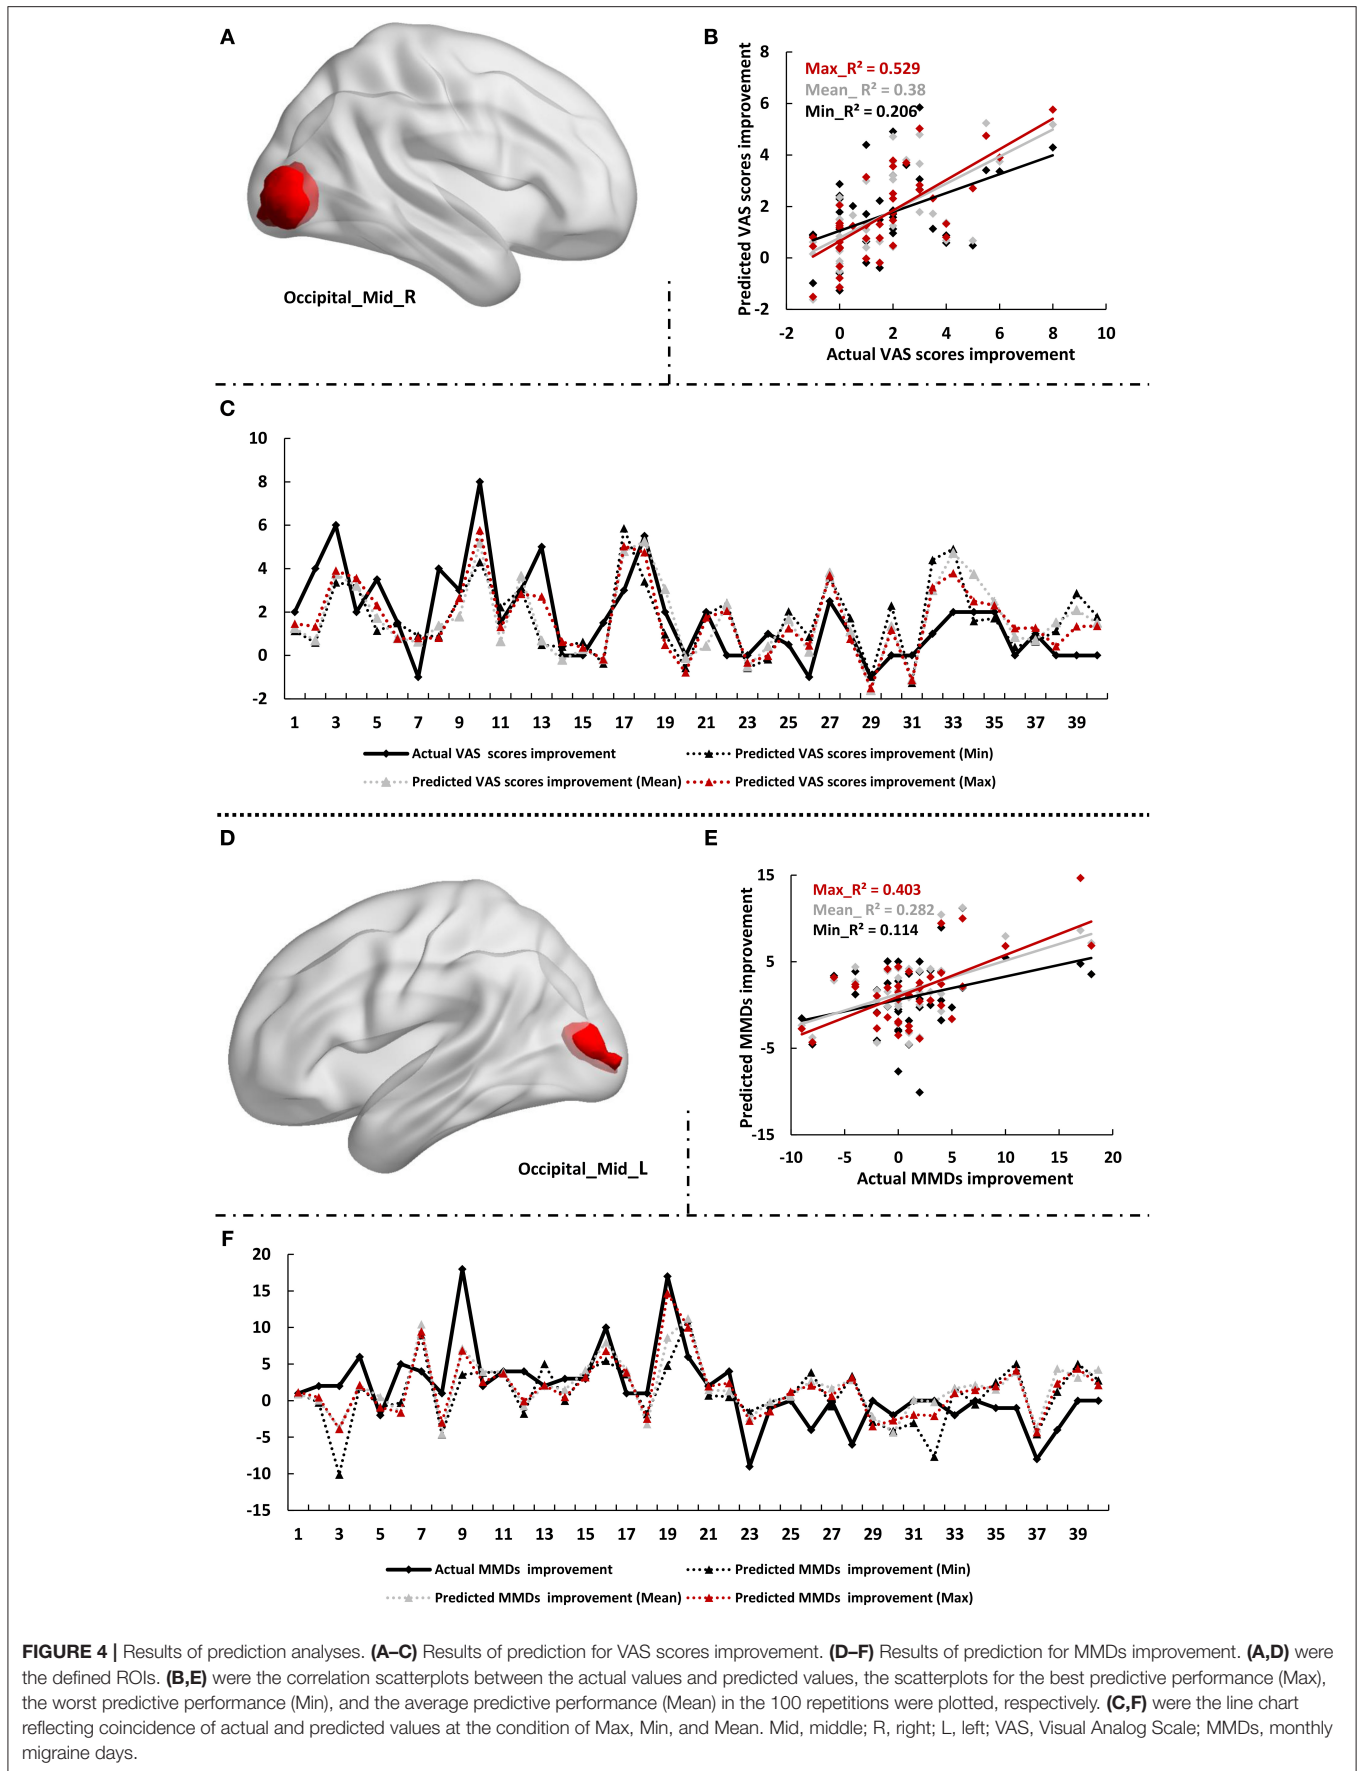 A
Occipital_Mid_R
B
Max_R² = 0.529
Mean_ R² = 0.38
Min_R² = 0.206
8
6
4
2
0
-2
-2 0 2 4 6 8 10
Predicted VAS scores improvement
Actual VAS scores improvement
C
10
8
6
4
2
0
-2
1 3 5 7 9 11 13 15 17 19 21 23 25 27 29 31 33 35 37 39
Actual VAS scores improvement Predicted VAS scores improvement (Min)
Predicted VAS scores improvement (Mean) Predicted VAS scores improvement (Max)
D
Occipital_Mid_L
E
Max_R² = 0.403
Mean_ R² = 0.282
Min_R² = 0.114
15
5
-5
-15
-10 -5 0 5 10 15 20
Predicted MMDs improvement
Actual MMDs improvement
F
20
15
10
5
0
-5
-10
-15
1 3 5 7 9 11 13 15 17 19 21 23 25 27 29 31 33 35 37 39
Actual MMDs improvement Predicted MMDs improvement (Min)
Predicted MMDs improvement (Mean) Predicted MMDs improvement (Max)
FIGURE 4 | Results of prediction analyses. (A–C) Results of prediction for VAS scores improvement. (D–F) Results of prediction for MMDs improvement. (A,D) were
the defined ROIs. (B,E) were the correlation scatterplots between the actual values and predicted values, the scatterplots for the best predictive performance (Max),
the worst predictive performance (Min), and the average predictive performance (Mean) in the 100 repetitions were plotted, respectively. (C,F) were the line chart
reflecting coincidence of actual and predicted values at the condition of Max, Min, and Mean. Mid, middle; R, right; L, left; VAS, Visual Analog Scale; MMDs, monthly
migraine days.